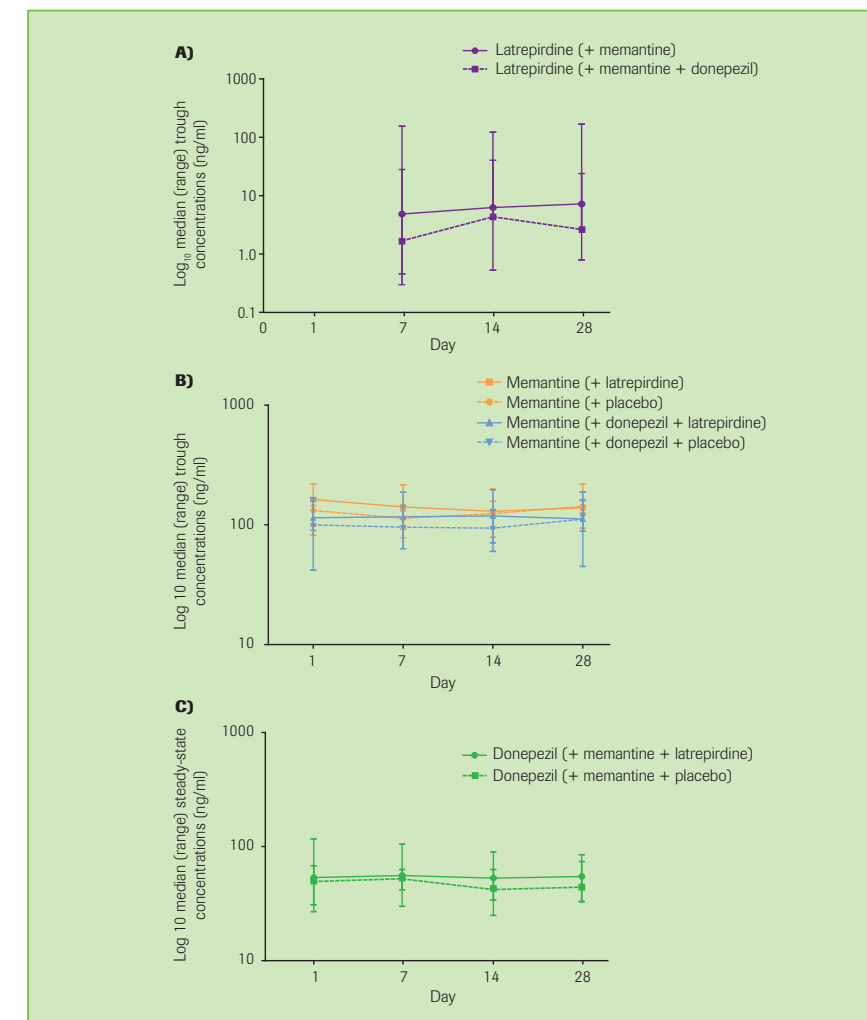 A)
Latrepirdine (+ memantine)
Latrepirdine (+ memantine + donepezil)
Log₁₀ median (range) trough
concentrations (ng/ml)
1000
100
10
1.0
0.1
0 1 7 14 28
Day
B)
Memantine (+ latrepirdine)
Memantine (+ placebo)
Memantine (+ donepezil + latrepirdine)
Memantine (+ donepezil + placebo)
Log 10 median (range) trough
concentrations (ng/ml)
1000
100
10
1 7 14 28
Day
C)
Donepezil (+ memantine + latrepirdine)
Donepezil (+ memantine + placebo)
Log 10 median (range) steady-state
concentrations (ng/ml)
1000
100
10
1 7 14 28
Day